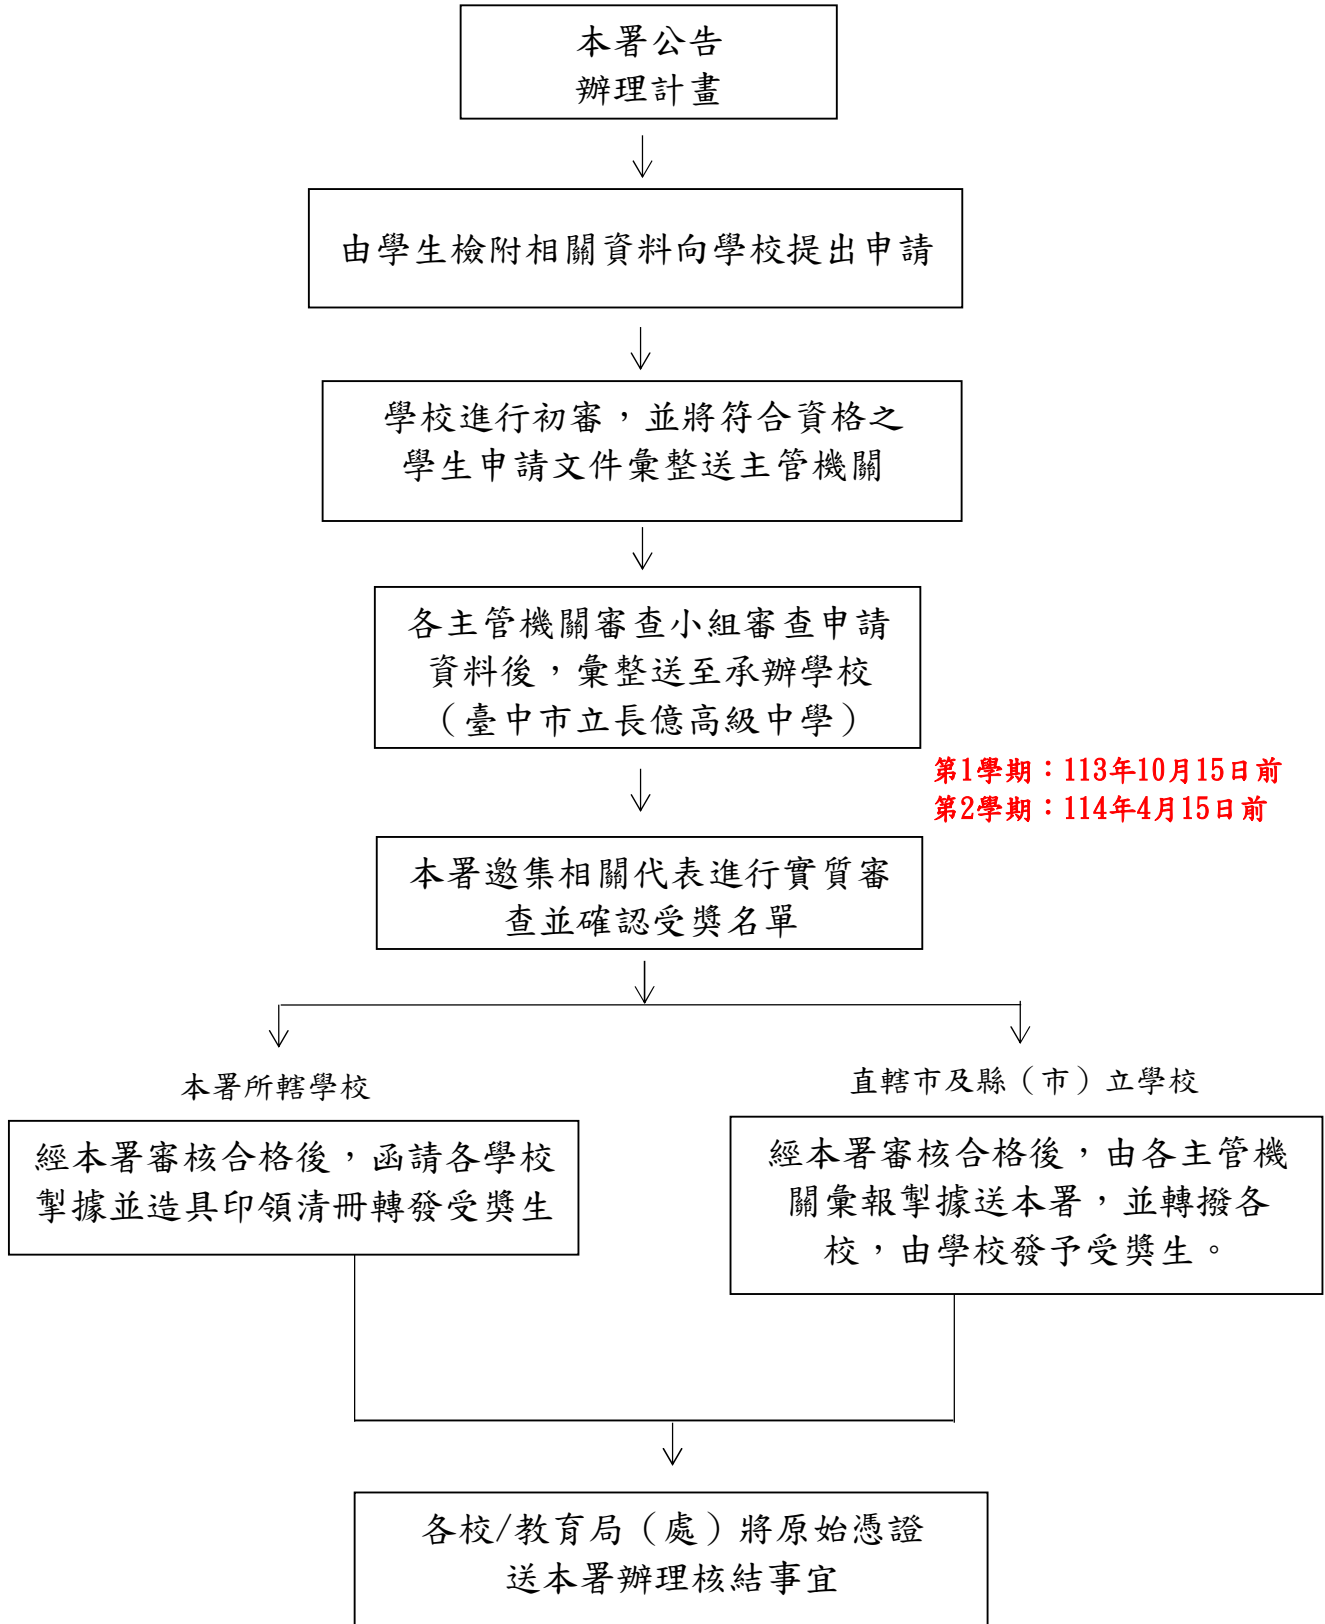 本署公告
辦理計畫
由學生檢附相關資料向學校提出申請
學校進行初審，並將符合資格之
學生申請文件彙整送主管機關
各主管機關審查小組審查申請
資料後，彙整送至承辦學校
（臺中市立長億高級中學）
第1學期：113年10月15日前
第2學期：114年4月15日前
本署邀集相關代表進行實質審
查並確認受獎名單
本署所轄學校
經本署審核合格後，函請各學校
掣據並造具印領清冊轉發受獎生
直轄市及縣（市）立學校
經本署審核合格後，由各主管機
關彙報掣據送本署，並轉撥各
校，由學校發予受獎生。
各校/教育局（處）將原始憑證
送本署辦理核結事宜